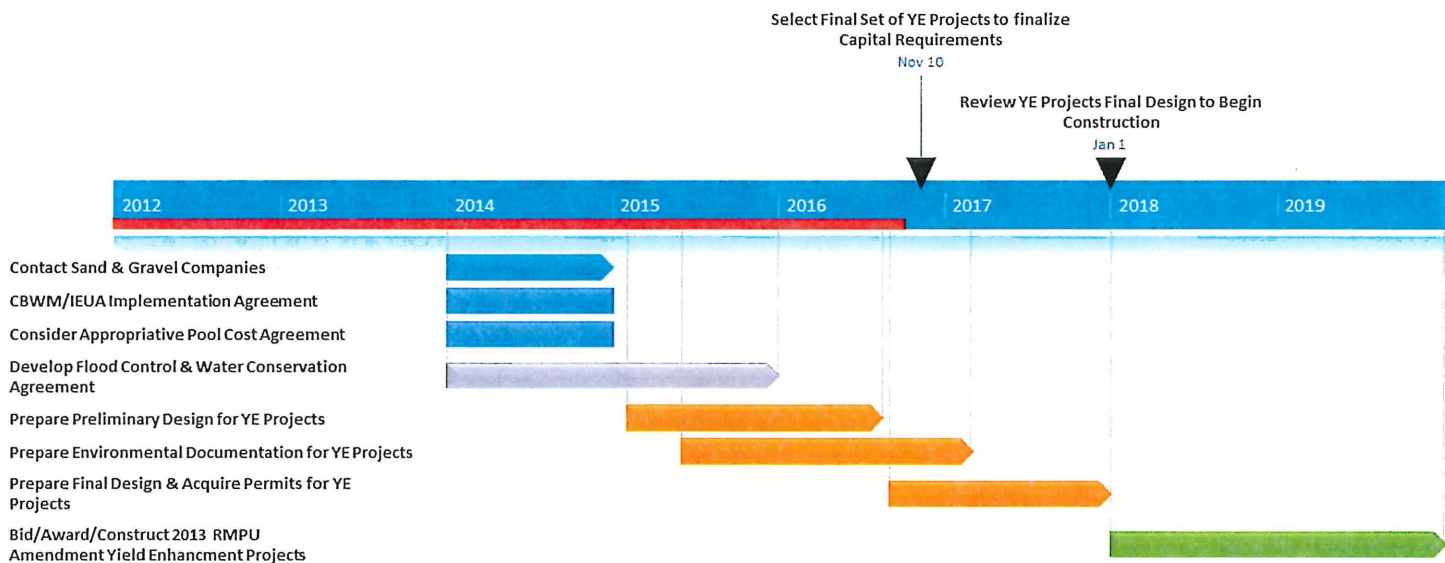 Select Final Set of YE Projects to finalize
Capital Requirements
Nov 10
Review YE Projects Final Design to Begin
Construction
Jan 1
2012 2013 2014 2015 2016 2017 2018 2019
Contact Sand & Gravel Companies
CBWM/IEUA Implementation Agreement
Consider Appropriative Pool Cost Agreement
Develop Flood Control & Water Conservation
Agreement
Prepare Preliminary Design for YE Projects
Prepare Environmental Documentation for YE Projects
Prepare Final Design & Acquire Permits for YE
Projects
Bid/Award/Construct 2013 RMPU
Amendment Yield Enhancment Projects